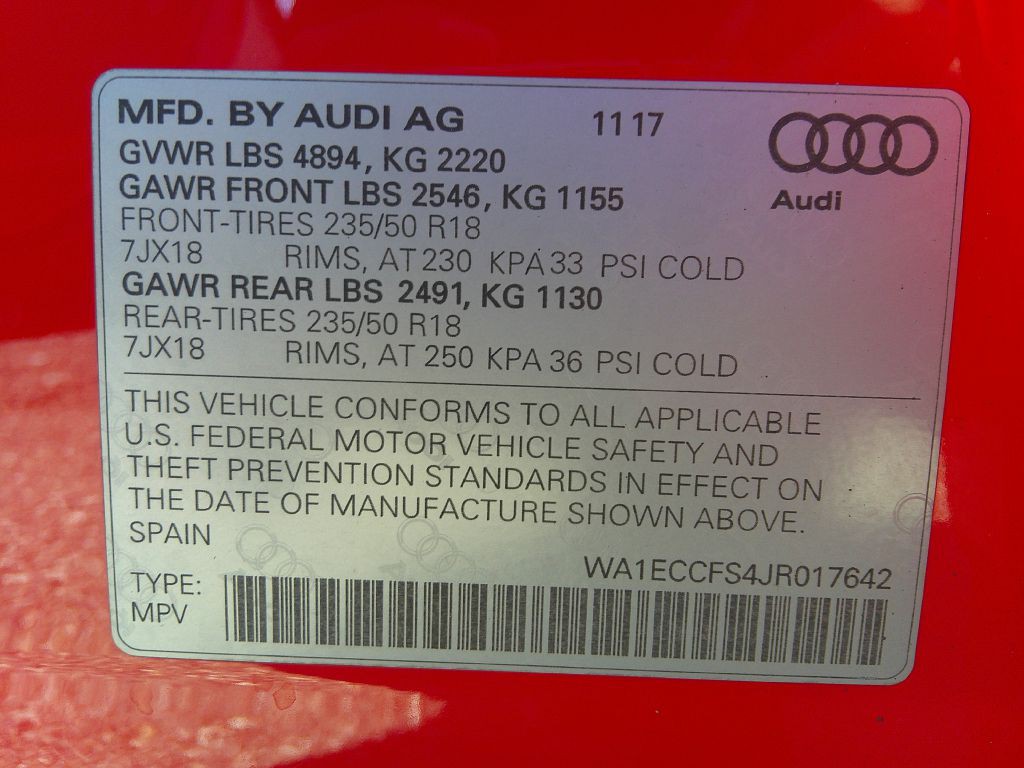 MFD. BY AUDI AG 11 17
Audi
GVWR LBS 4894, KG 2220
GAWR FRONT LBS 2546, KG 1155
FRONT-TIRES 235/50 R18
7JX18 RIMS, AT 230 KPA 33 PSI COLD
GAWR REAR LBS 2491, KG 1130
REAR-TIRES 235/50 R18
7JX18 RIMS, AT 250 KPA 36 PSI COLD
THIS VEHICLE CONFORMS TO ALL APPLICABLE
U.S. FEDERAL MOTOR VEHICLE SAFETY AND
THEFT PREVENTION STANDARDS IN EFFECT ON
THE DATE OF MANUFACTURE SHOWN ABOVE.
SPAIN
WA1ECCFS4JR017642
TYPE:
MPV